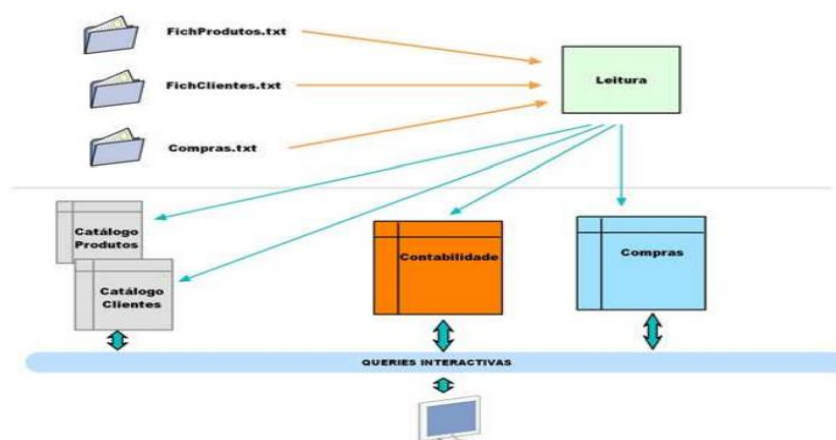 FichProdutos.txt
FichClientes.txt
Leitura
Compras.txt
Catálogo
Produtos
Catálogo
Clientes
Contabilidade
Compras
QUERIES INTERACTIVAS